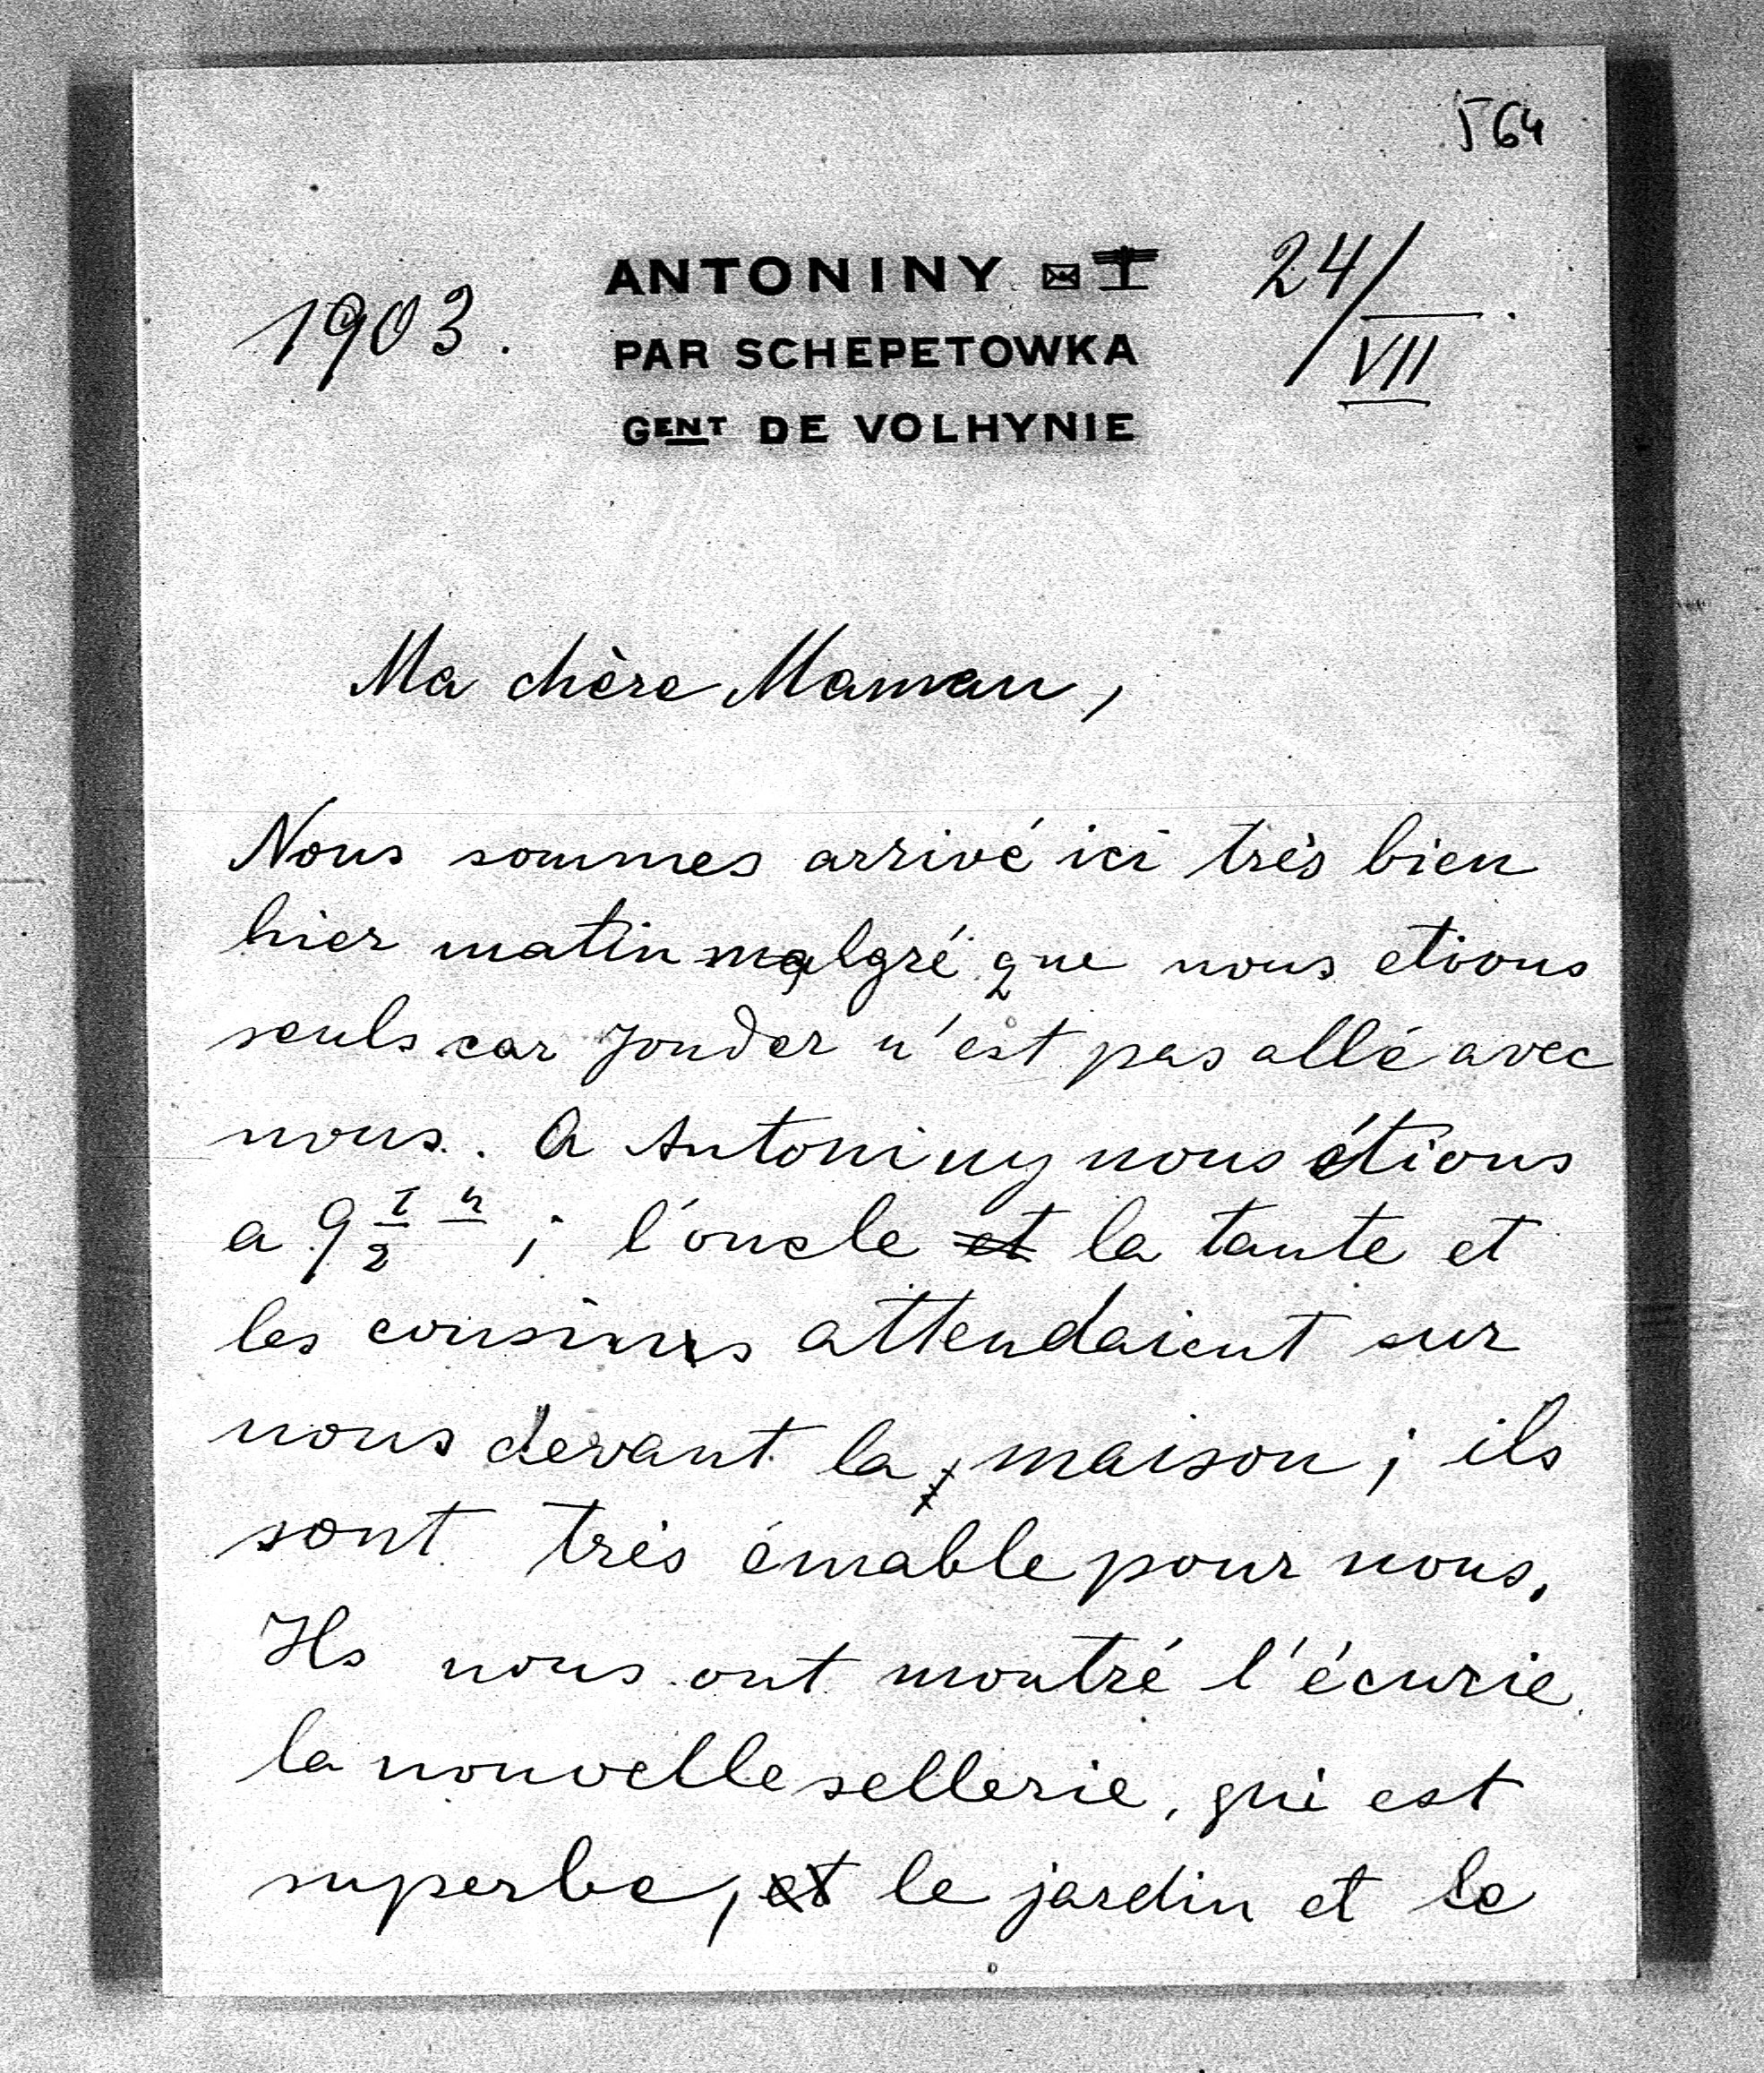 564
ANTONINY
1903. 24/VII.
PAR SCHEPETOWKA
GENT DE VOLHYNIE
Ma chère Maman,
Nous sommes arrivé ici très bien
hier matin malgré que nous etions
seuls car Jouder n'est pas allé avec
nous. A Antoniny nous étions
a 9 1/2 h ; l'oncle et la tante et
les cousins attendaient sur
nous devant la maison ; ils
sont très émable pour nous.
Ils nous ont montré l'écurie
la nouvelle sellerie, qui est
superbe, et le jardin et le